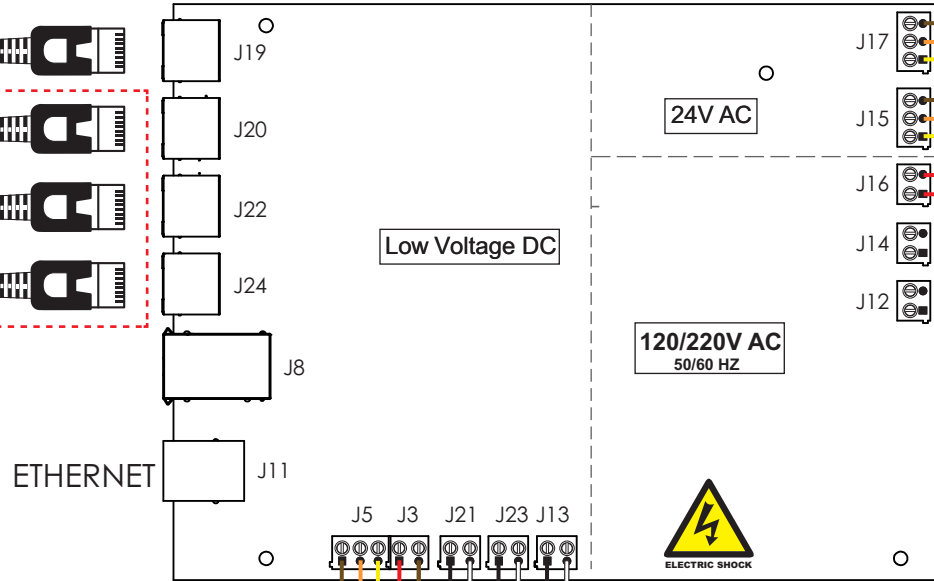 J19
J17
24V AC
J20
J15
J16
J22
Low Voltage DC
J14
J24
J12
120/220V AC
50/60 HZ
J8
ETHERNET
J11
J5 J3 J21 J23 J13
ELECTRIC SHOCK